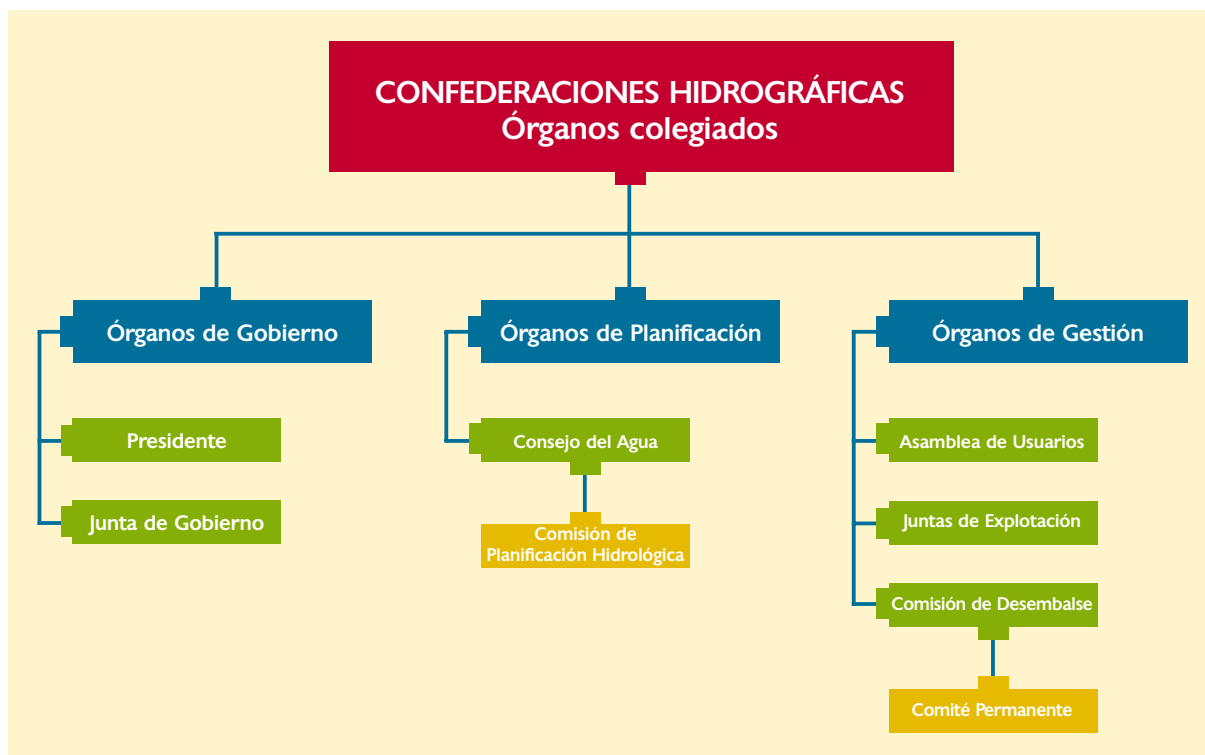 CONFEDERACIONES HIDROGRÁFICAS
Órganos colegiados
Órganos de Gobierno
Presidente
Junta de Gobierno
Órganos de Planificación
Consejo del Agua
Comisión de
Planificación Hidrológica
Órganos de Gestión
Asamblea de Usuarios
Juntas de Explotación
Comisión de Desembalse
Comité Permanente